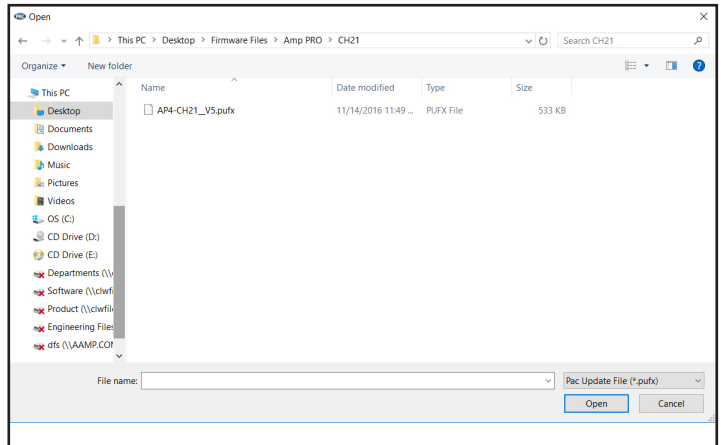 PAC Open
This PC > Desktop > Firmware Files > Amp PRO > CH21 Search CH21
Organize New folder ?
This PC Name Date modified Type Size
Desktop AP4-CH21__V5.pufx 11/14/2016 11:49 ... PUFX File 533 KB
Documents
Downloads
Music
Pictures
Videos
OS (C:)
CD Drive (D:)
CD Drive (E:)
Departments (\\
Software (\\clwfi
Product (\\clwfile
Engineering Files
dfs (\\AAMP.COM
File name: Pac Update File (*.pufx)
Open Cancel